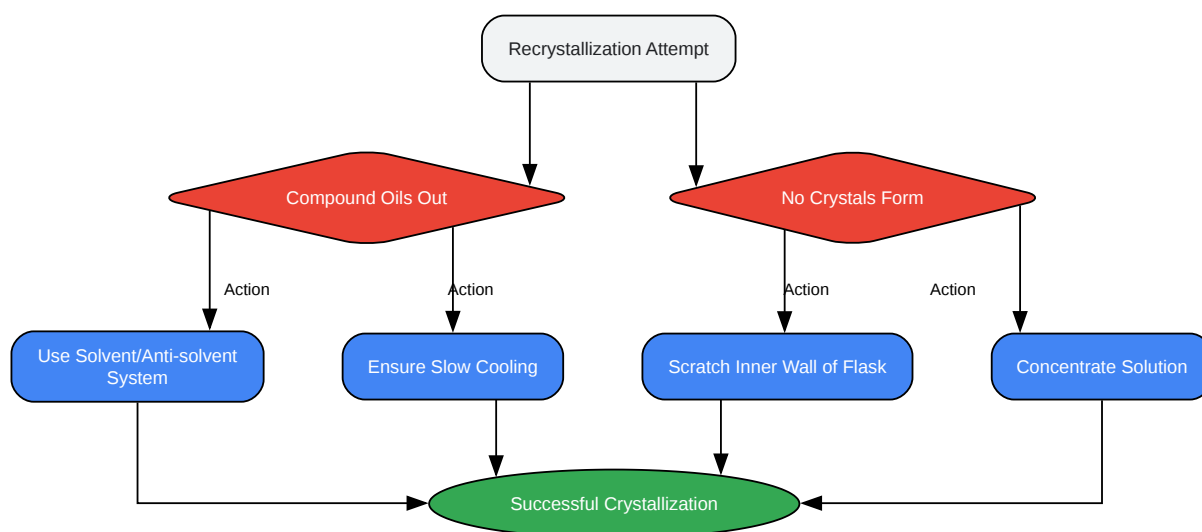 Recrystallization Attempt
Compound Oils Out
No Crystals Form
Action
Action
Action
Action
Use Solvent/Anti-solvent
System
Ensure Slow Cooling
Scratch Inner Wall of Flask
Concentrate Solution
Successful Crystallization